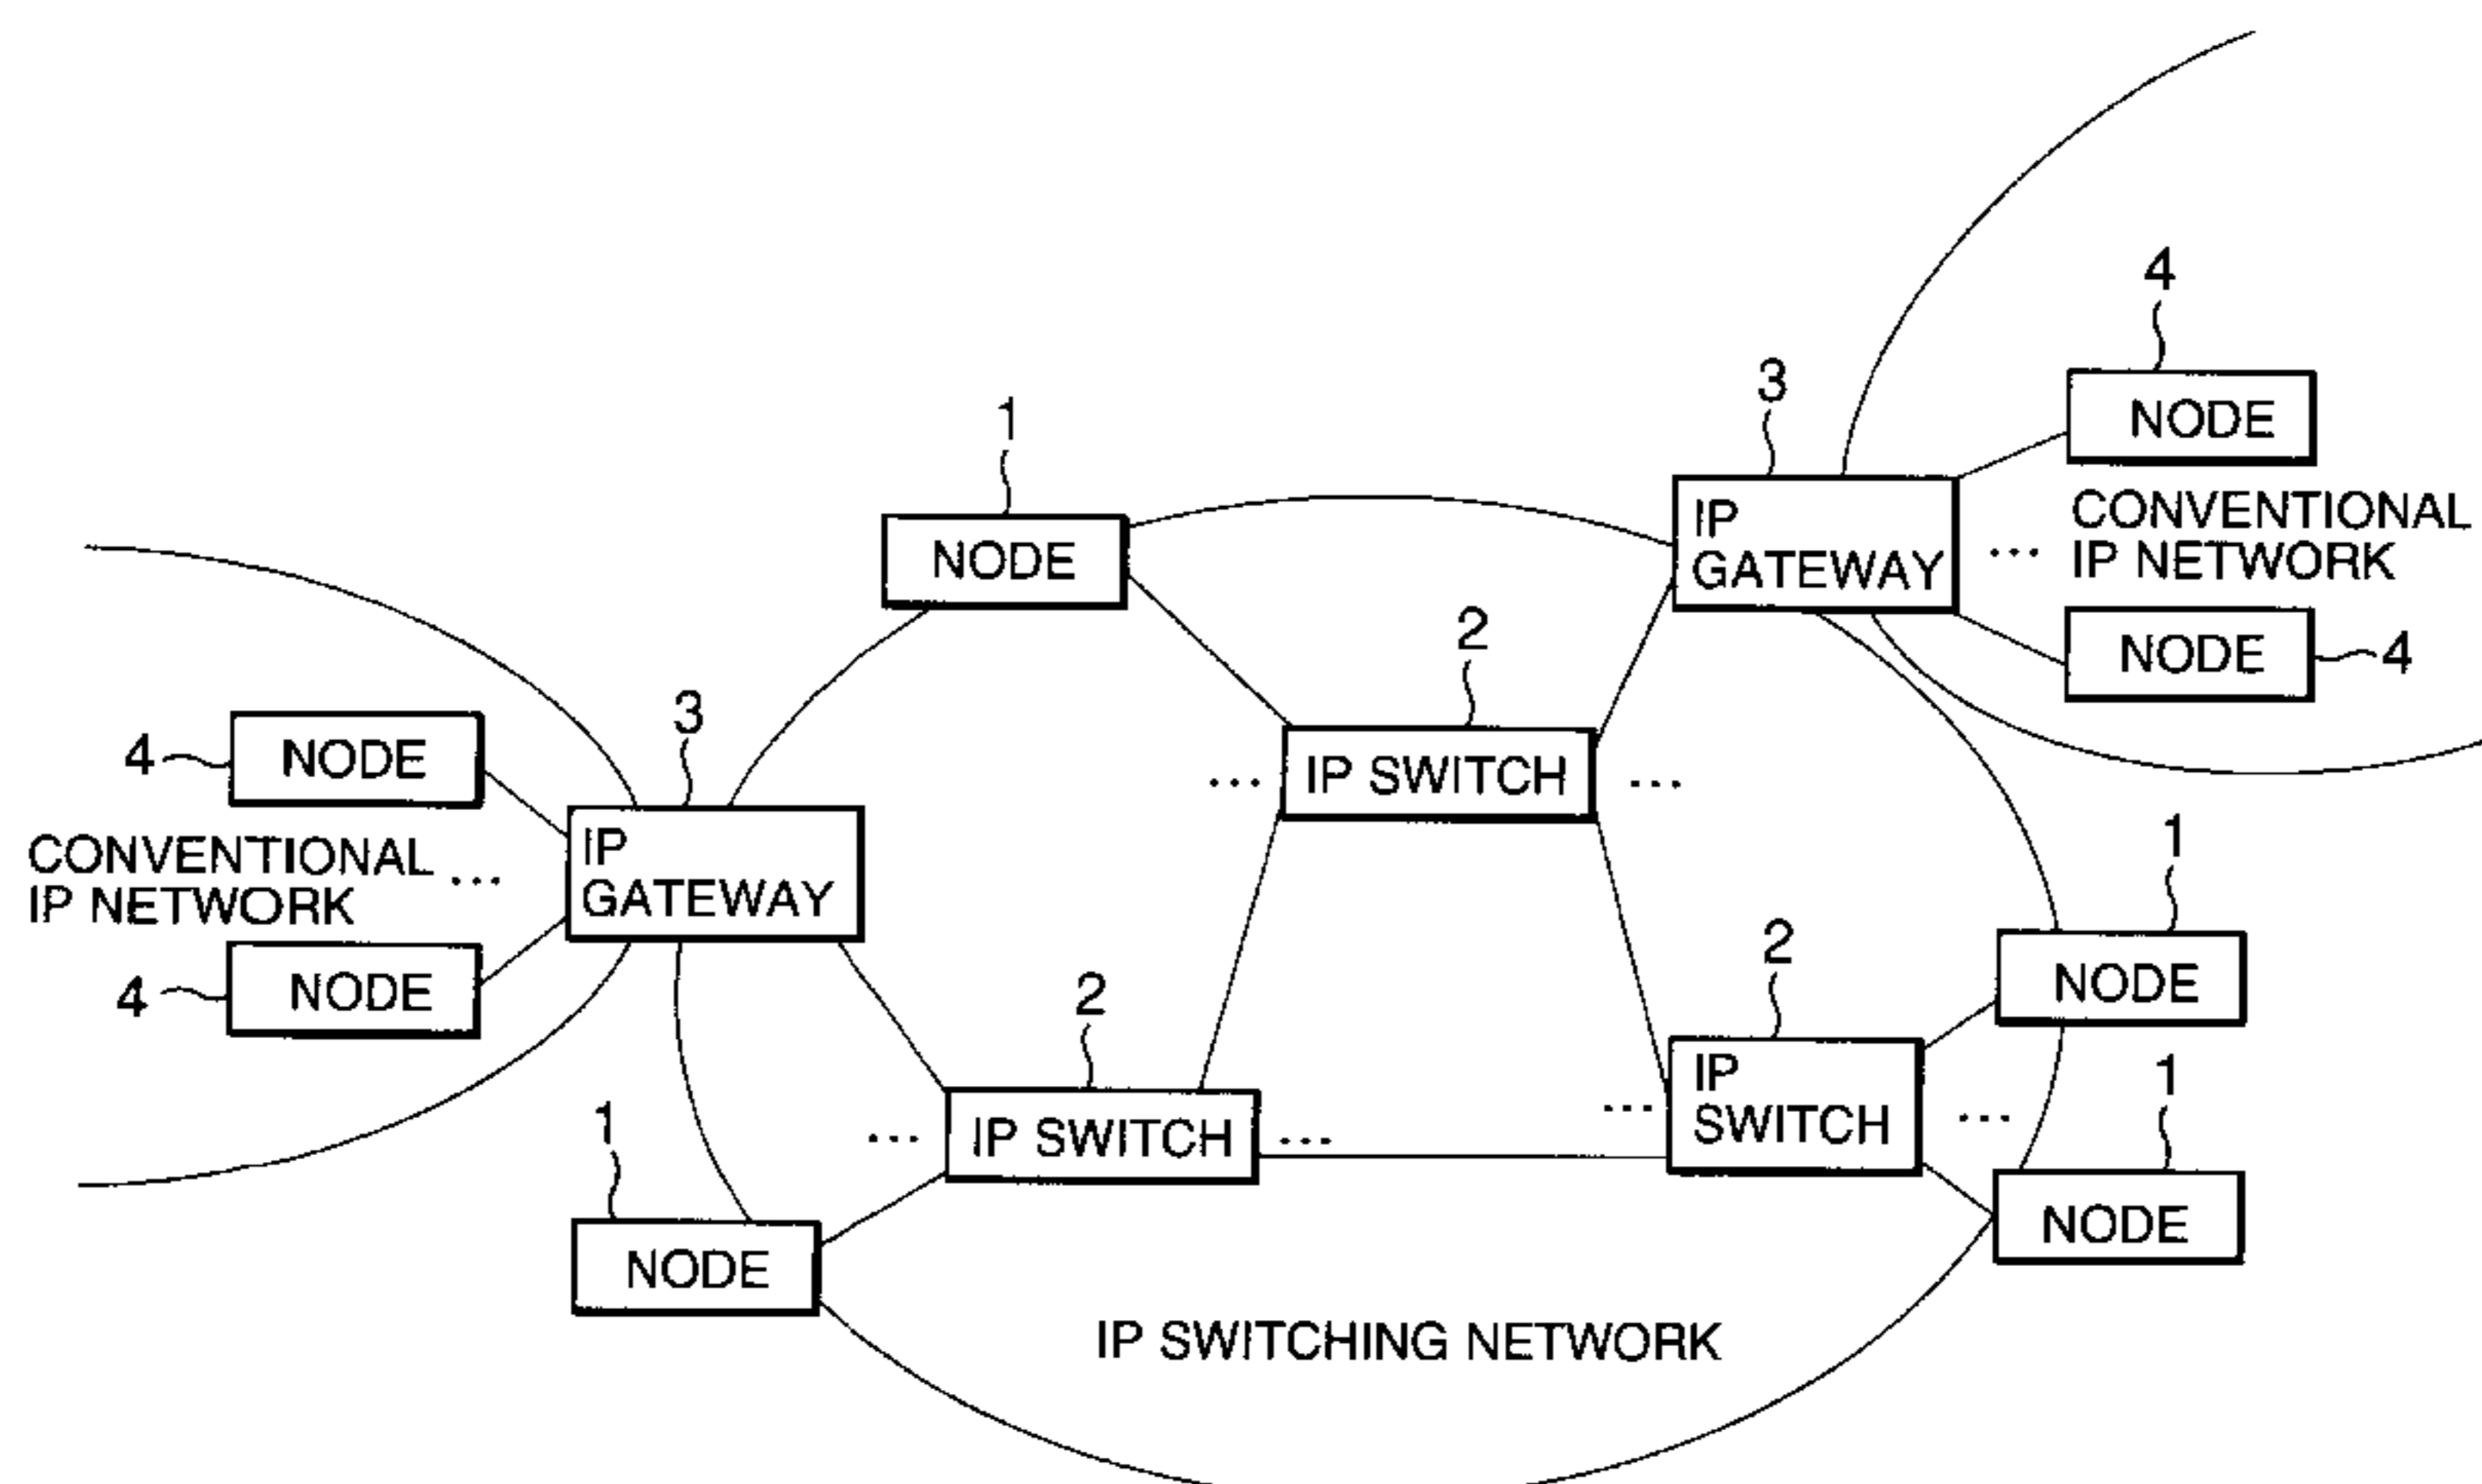 4
3
NODE
1
IP
GATEWAY
...
CONVENTIONAL
IP NETWORK
NODE
2
NODE
4
3
4
NODE
...
IP SWITCH
...
IP
GATEWAY
CONVENTIONAL
IP NETWORK
...
1
2
NODE
4
NODE
2
IP
SWITCH
...
...
1
...
IP SWITCH
...
1
NODE
NODE
IP SWITCHING NETWORK